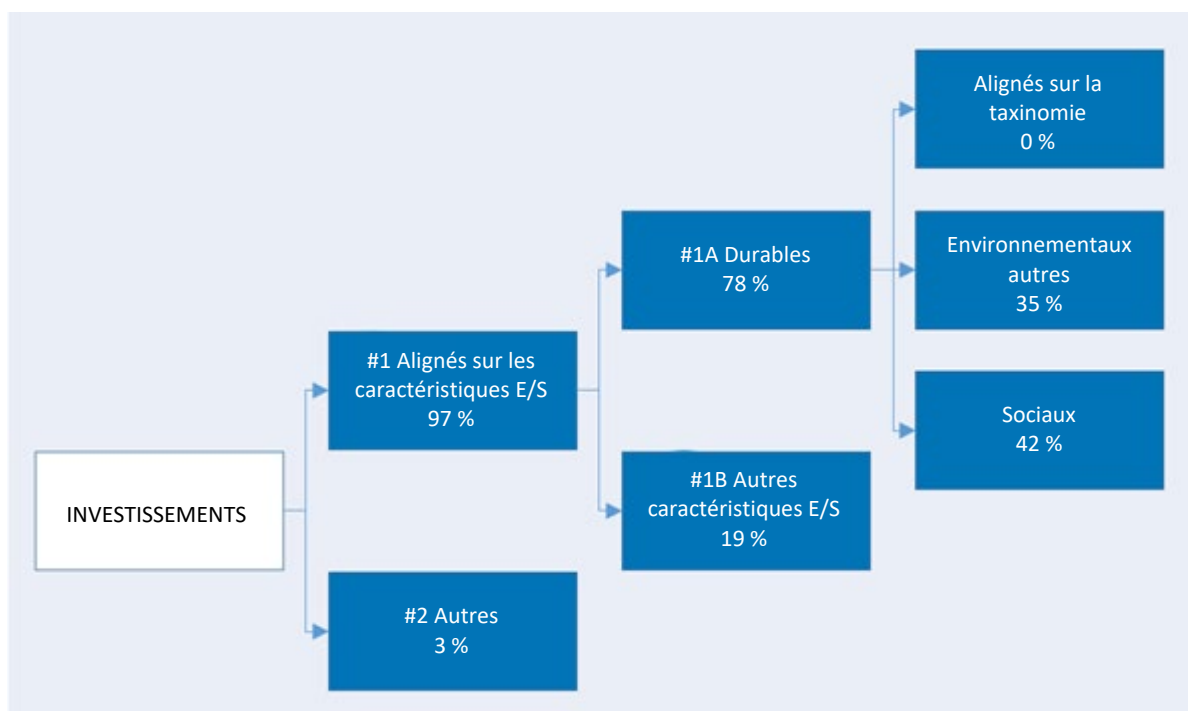 INVESTISSEMENTS
#1 Alignés sur les
caractéristiques E/S
97 %
#2 Autres
3 %
#1A Durables
78 %
#1B Autres
caractéristiques E/S
19 %
Alignés sur la
taxinomie
0 %
Environnementaux
autres
35 %
Sociaux
42 %